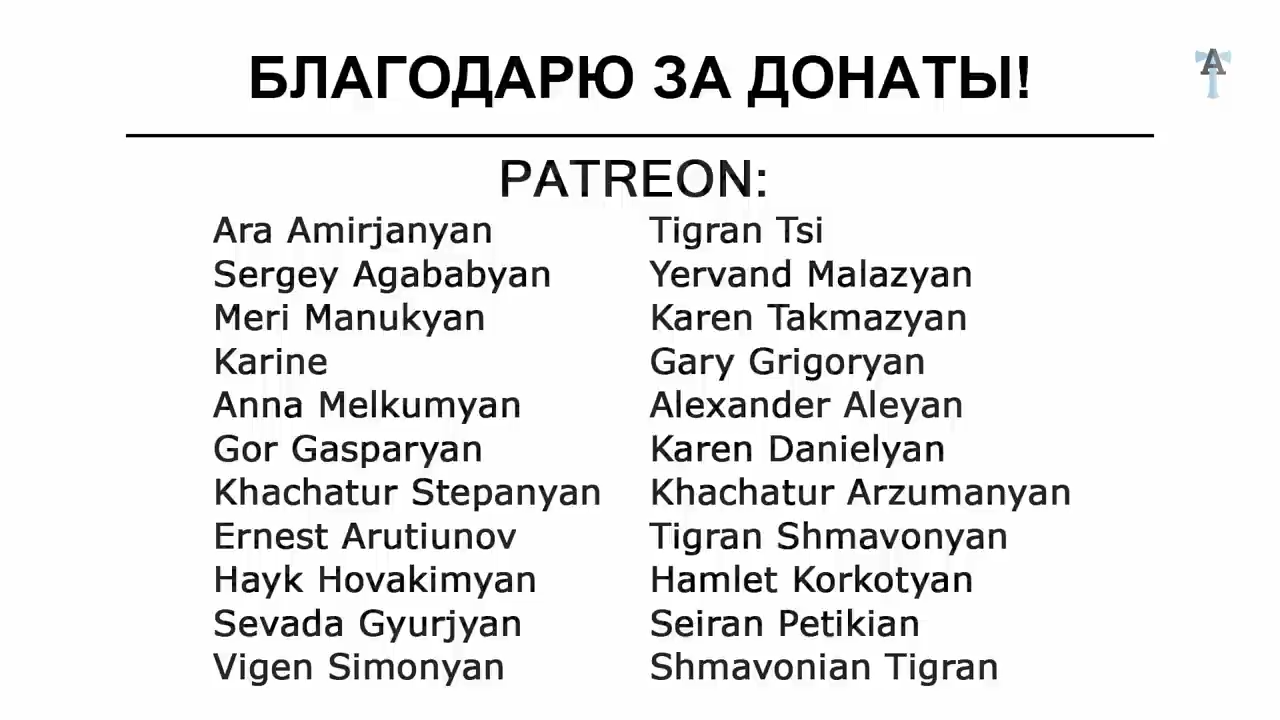 БЛАГОДАРЮ ЗА ДОНАТЫ!
PATREON:
Ara Amirjanyan
Sergey Agababyan
Meri Manukyan
Karine
Anna Melkumyan
Gor Gasparyan
Khachatur Stepanyan
Ernest Arutiunov
Hayk Hovakimyan
Sevada Gyurjyan
Vigen Simonyan
Tigran Tsi
Yervand Malazyan
Karen Takmazyan
Gary Grigoryan
Alexander Aleyan
Karen Danielyan
Khachatur Arzumanyan
Tigran Shmavonyan
Hamlet Korkotyan
Seiran Petikian
Shmavonian Tigran
A